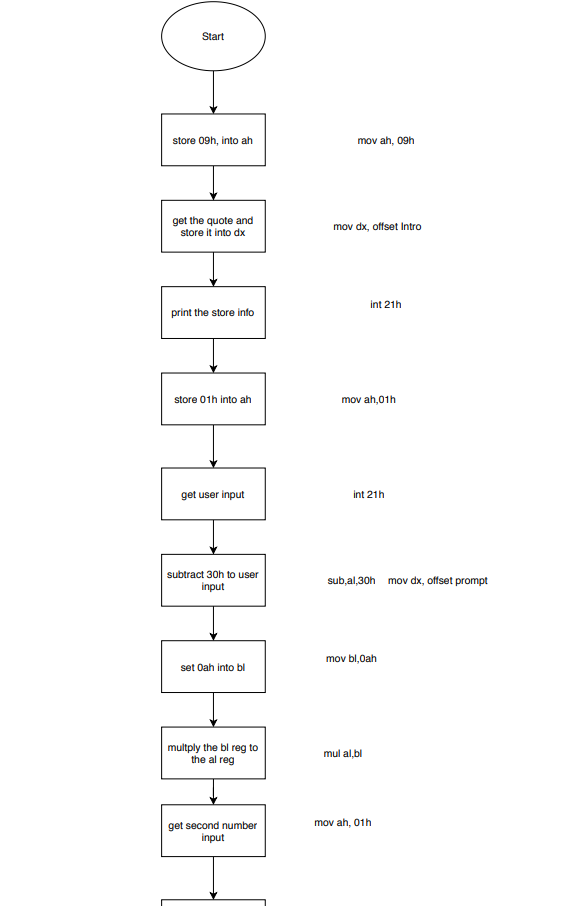 Start
store 09h, into ah
mov ah, 09h
get the quote and
store it into dx
mov dx, offset Intro
print the store info
int 21h
store 01h into ah
mov ah,01h
get user input
int 21h
subtract 30h to user
input
sub,al,30h mov dx, offset prompt
set 0ah into bl
mov bl,0ah
multply the bl reg to
the al reg
mul al,bl
get second number
input
mov ah, 01h